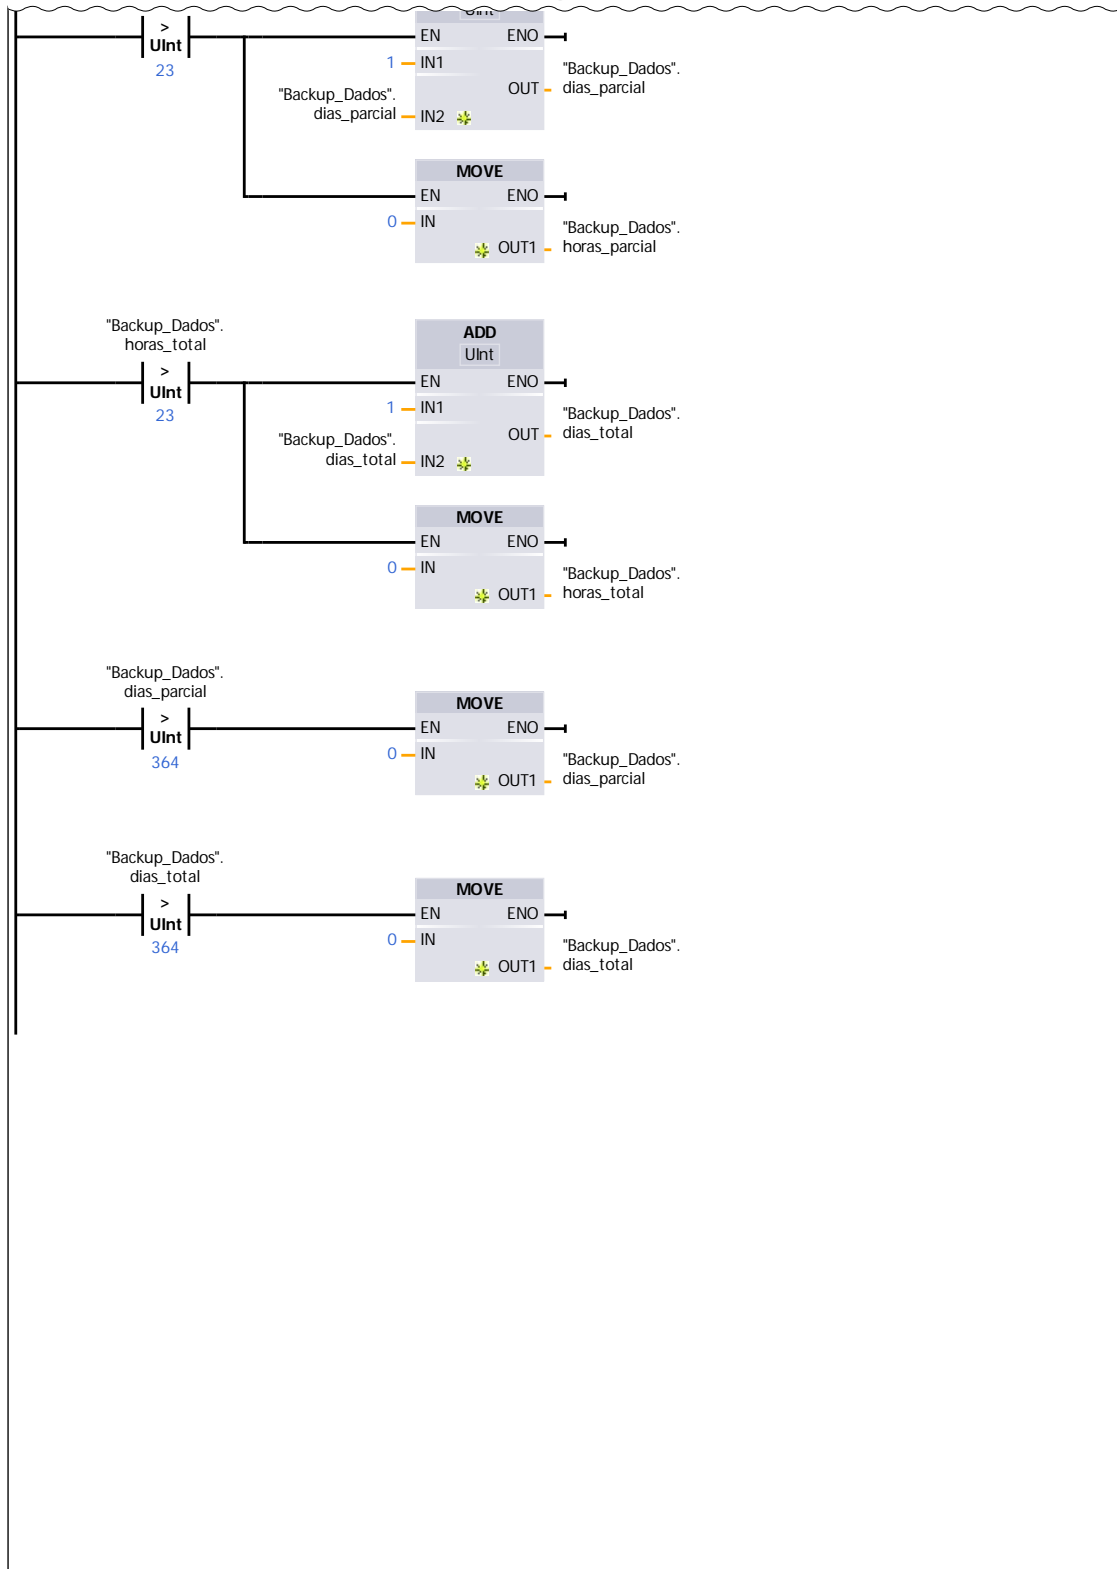 UInt
>
UInt
23
EN ENO
1 IN1
"Backup_Dados".
dias_parcial
OUT
"Backup_Dados".
dias_parcial
IN2
MOVE
EN ENO
0 IN
"Backup_Dados".
horas_parcial
OUT1
"Backup_Dados".
horas_total
>
UInt
23
ADD
UInt
EN ENO
1 IN1
"Backup_Dados".
dias_total
OUT
"Backup_Dados".
dias_total
IN2
MOVE
EN ENO
0 IN
"Backup_Dados".
horas_total
OUT1
"Backup_Dados".
dias_parcial
>
UInt
364
MOVE
EN ENO
0 IN
"Backup_Dados".
dias_parcial
OUT1
"Backup_Dados".
dias_total
>
UInt
364
MOVE
EN ENO
0 IN
"Backup_Dados".
dias_total
OUT1